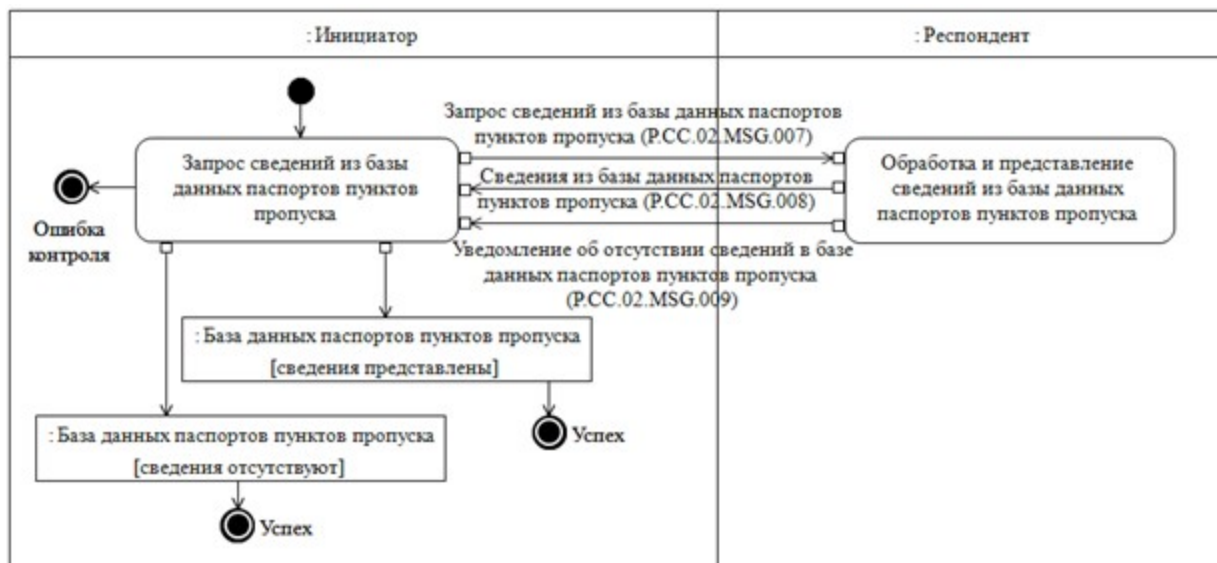 : Инициатор
: Респондент
Запрос сведений из базы данных паспортов
пунктов пропуска (P.CC.02.MSG.007)
Запрос сведений из базы
данных паспортов пунктов
пропуска
Сведения из базы данных паспортов
пунктов пропуска (P.CC.02.MSG.008)
Обработка и представление
сведений из базы данных
паспортов пунктов пропуска
Ошибка
контроля
Уведомление об отсутствии сведений в базе
данных паспортов пунктов пропуска
(P.CC.02.MSG.009)
: База данных паспортов пунктов пропуска
[сведения представлены]
Успех
: База данных паспортов пунктов пропуска
[сведения отсутствуют]
Успех